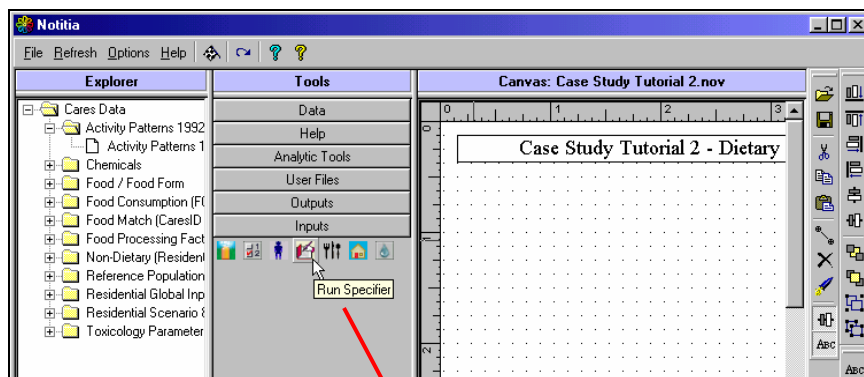 Notitia
File Refresh Options Help
Explorer
Cares Data
Activity Patterns 1992
Activity Patterns 1
Chemicals
Food / Food Form
Food Consumption (F
Food Match (CaresID
Food Processing Fact
Non-Dietary (Resident
Reference Population
Residential Global Inp
Residential Scenario &
Toxicology Parameter
Tools
Data
Help
Analytic Tools
User Files
Outputs
Inputs
Run Specifier
Canvas: Case Study Tutorial 2.nov
0 1 2 3
Case Study Tutorial 2 - Dietary
0
1
2
ABC
ABC